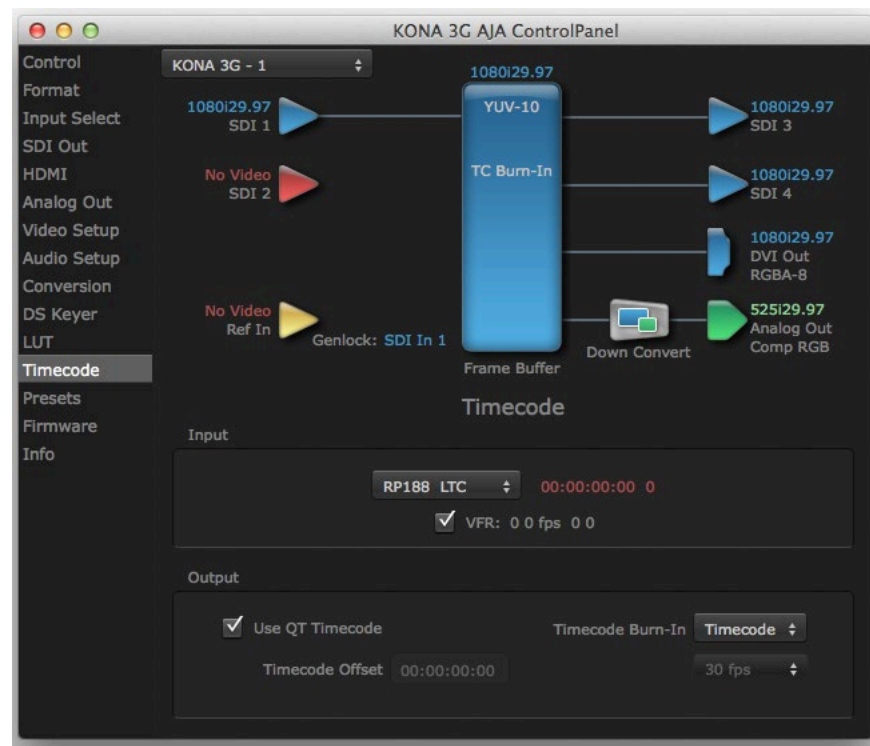 KONA 3G AJA ControlPanel
Control
Format
Input Select
SDI Out
HDMI
Analog Out
Video Setup
Audio Setup
Conversion
DS Keyer
LUT
Timecode
Presets
Firmware
Info
KONA 3G - 1
1080i29.97
1080i29.97
SDI 1
No Video
SDI 2
No Video
Ref In
Genlock: SDI In 1
YUV-10
TC Burn-In
Frame Buffer
1080i29.97
SDI 3
1080i29.97
SDI 4
1080i29.97
DVI Out
RGBA-8
Down Convert
525i29.97
Analog Out
Comp RGB
Timecode
Input
RP188 LTC 00:00:00:00 0
VFR: 0 0 fps 0 0
Output
Use QT Timecode
Timecode Burn-In Timecode
Timecode Offset 00:00:00:00
30 fps